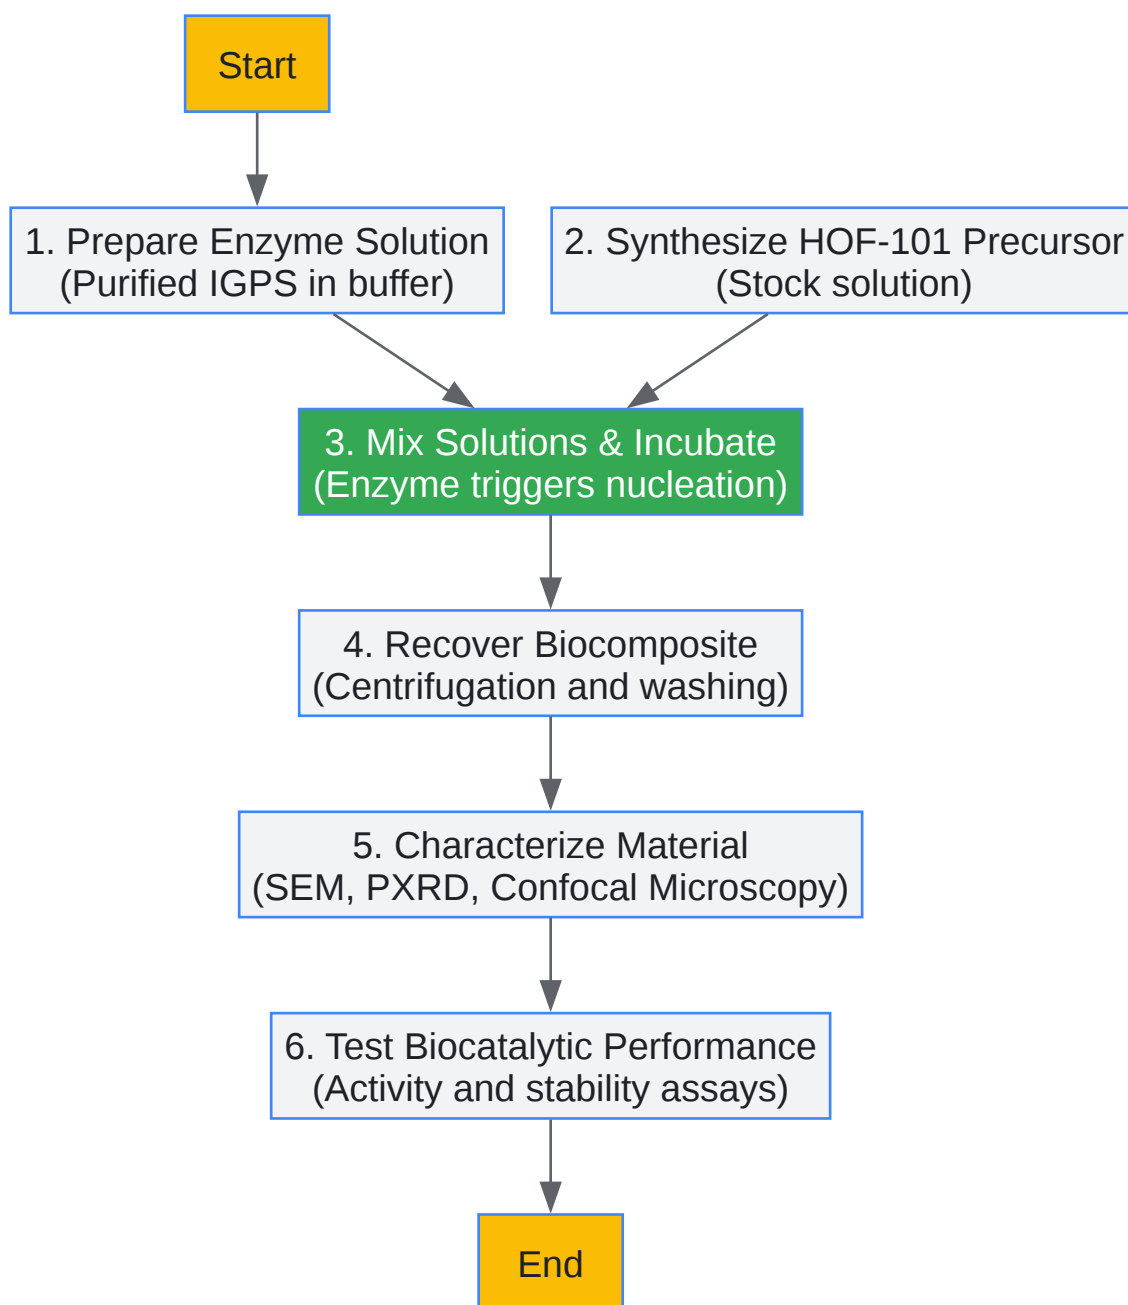 Start
1. Prepare Enzyme Solution
(Purified IGPS in buffer)
2. Synthesize HOF-101 Precursor
(Stock solution)
3. Mix Solutions & Incubate
(Enzyme triggers nucleation)
4. Recover Biocomposite
(Centrifugation and washing)
5. Characterize Material
(SEM, PXRD, Confocal Microscopy)
6. Test Biocatalytic Performance
(Activity and stability assays)
End